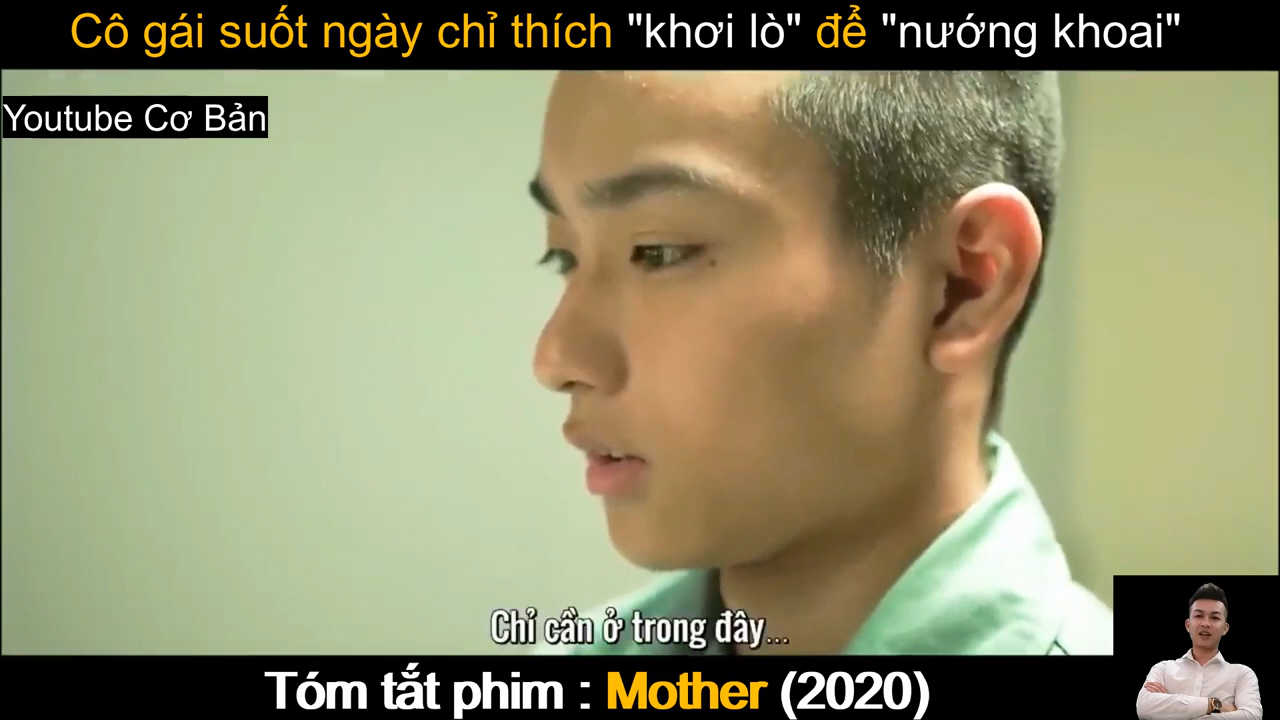 Cô gái suốt ngày chỉ thích "khơi lò" để "nướng khoai"
Youtube Cơ Bản
Chỉ cần ở trong đây...
Tóm tắt phim : Mother (2020)